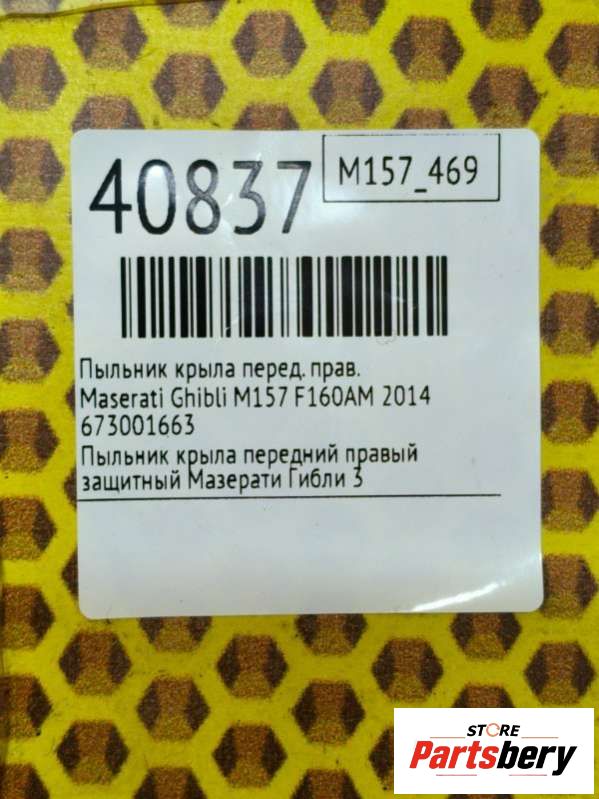 40837
M157_469
Пыльник крыла перед. прав.
Maserati Ghibli M157 F160AM 2014
673001663
Пыльник крыла передний правый
защитный Мазерати Гибли 3
STORE
Partsbery